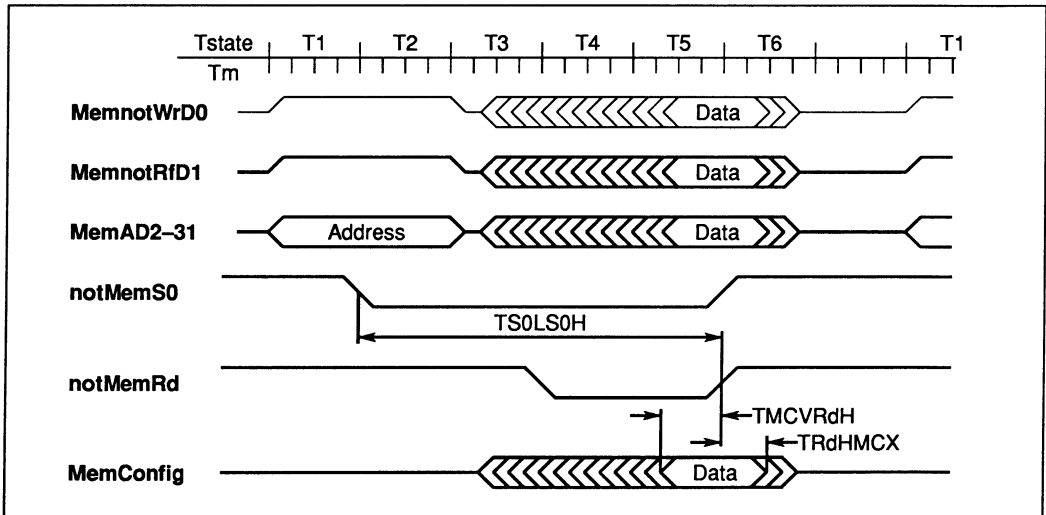 Tstate T1 T2 T3 T4 T5 T6 T1
Tm
MemnotWrD0 Data
MemnotRfD1 Data
MemAD2–31 Address Data
notMemS0
TS0LS0H
notMemRd
TMCVRdH
TRdHMCX
MemConfig Data